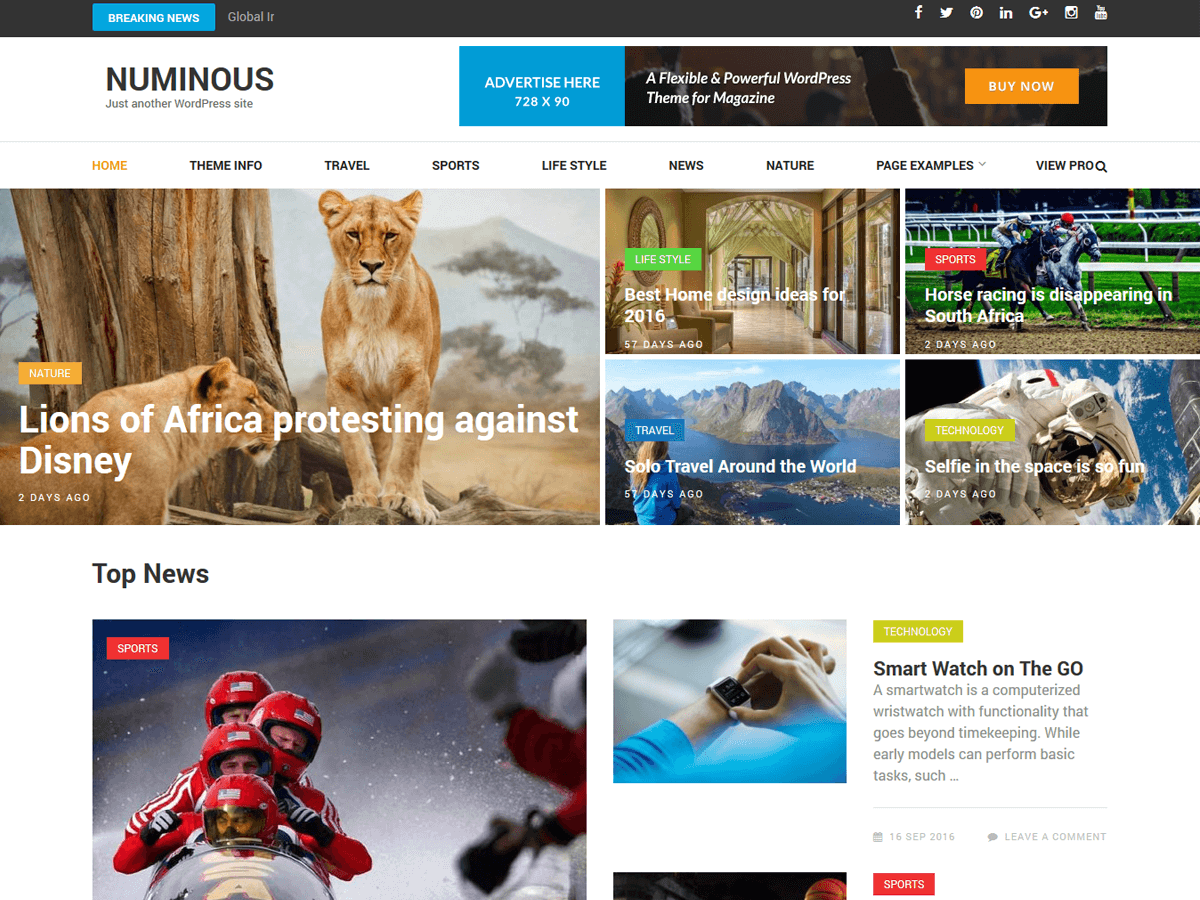 BREAKING NEWS
Global Ir
NUMINOUS
Just another WordPress site
ADVERTISE HERE
728 X 90
A Flexible & Powerful WordPress
Theme for Magazine
BUY NOW
HOME
THEME INFO
TRAVEL
SPORTS
LIFE STYLE
NEWS
NATURE
PAGE EXAMPLES
VIEW PRO
NATURE
Lions of Africa protesting against
Disney
2 DAYS AGO
LIFE STYLE
Best Home design ideas for
2016
57 DAYS AGO
SPORTS
Horse racing is disappearing in
South Africa
2 DAYS AGO
TRAVEL
Solo Travel Around the World
57 DAYS AGO
TECHNOLOGY
Selfie in the space is so fun
2 DAYS AGO
Top News
SPORTS
TECHNOLOGY
Smart Watch on The GO
A smartwatch is a computerized
wristwatch with functionality that
goes beyond timekeeping. While
early models can perform basic
tasks, such ...
16 SEP 2016
LEAVE A COMMENT
SPORTS